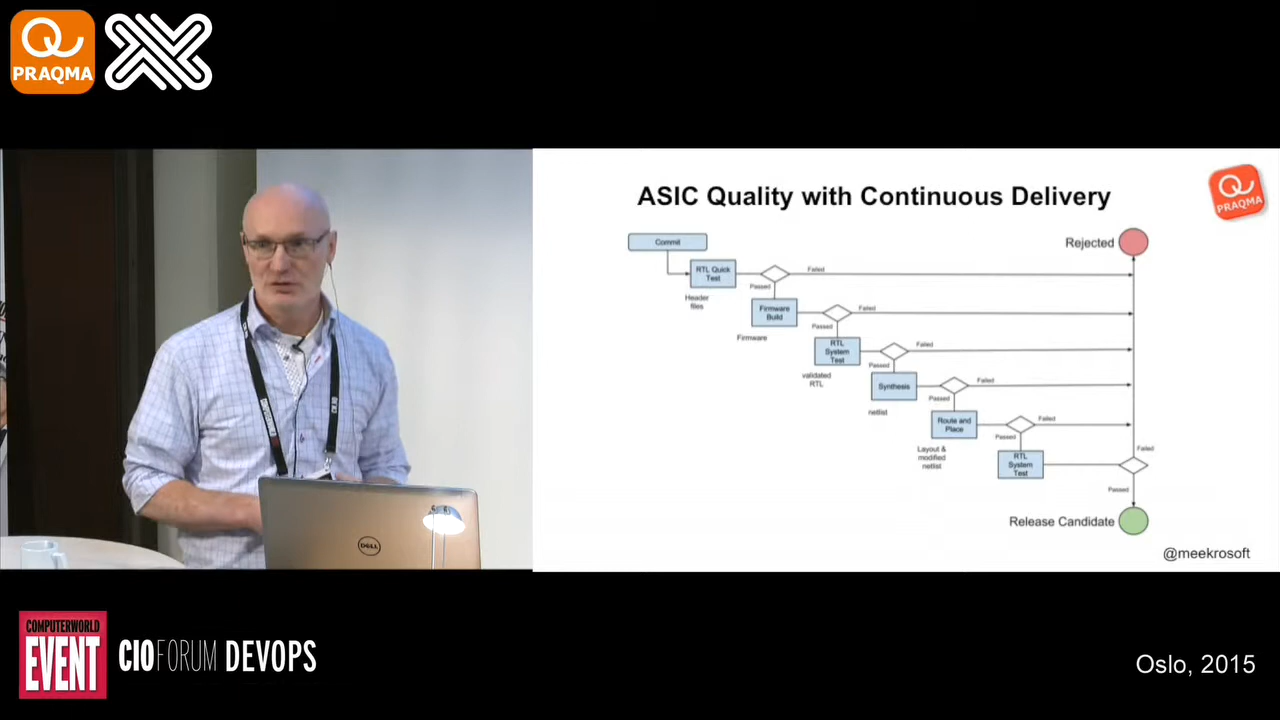 PRAQMA
ASIC Quality with Continuous Delivery
PRAQMA
Commit
Rejected
RTL Quick
Test
Failed
Passed
Header
files
Firmware
Build
Failed
Passed
Firmware
RTL
System
Test
Failed
Passed
validated
RTL
Synthesis
Failed
Passed
netlist
Route and
Place
Failed
Passed
Layout &
modified
netlist
RTL
System
Test
Failed
Passed
Release Candidate
@meekrosoft
DELL
COMPUTERWORLD
EVENT
CIOFORUM DEVOPS
Oslo, 2015